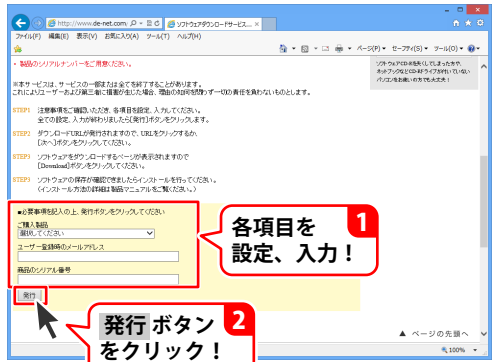 http://www.de-net.com/
ソフトウェアダウンロードサービス...
ファイル(F) 編集(E) 表示(V) お気に入り(A) ツール(T) ヘルプ(H)
ページ(P) セーフティ(S) ツール(O)
・製品のシリアルナンバーをご用意ください。
ソフトウェアCD-Rを失くしてしまった方や、
ネットブックなどCD-Rドライブが付いていない
パソコンをお使いの方でも大丈夫!
※本サービスは、サービスの一部または全てを終了することがあります。
これによりユーザーおよび第三者に損害が生じた場合、理由の如何を問わず一切の責任を負わないものとします。
STEP1 注意事項をご確認いただき、各項目を設定、入力してください。
全ての設定、入力が終わりましたら[発行]ボタンをクリックします。
STEP2 ダウンロードURLが発行されますので、URLをクリックするか、
[次へ]ボタンをクリックしてください。
STEP3 ソフトウェアをダウンロードするページが表示されますので
[Download]ボタンをクリックしてください。
STEP3 ソフトウェアの保存が確認できましたらインストールを行ってください。
(インストール方法の詳細は製品マニュアルをご覧ください。)
■必要事項を記入の上、発行ボタンをクリックしてください
ご購入製品
選択してください
ユーザー登録時のメールアドレス
商品のシリアル番号
発行
各項目を
設定、入力!
1
発行 ボタン
をクリック!
2
▲ ページの先頭へ
100%